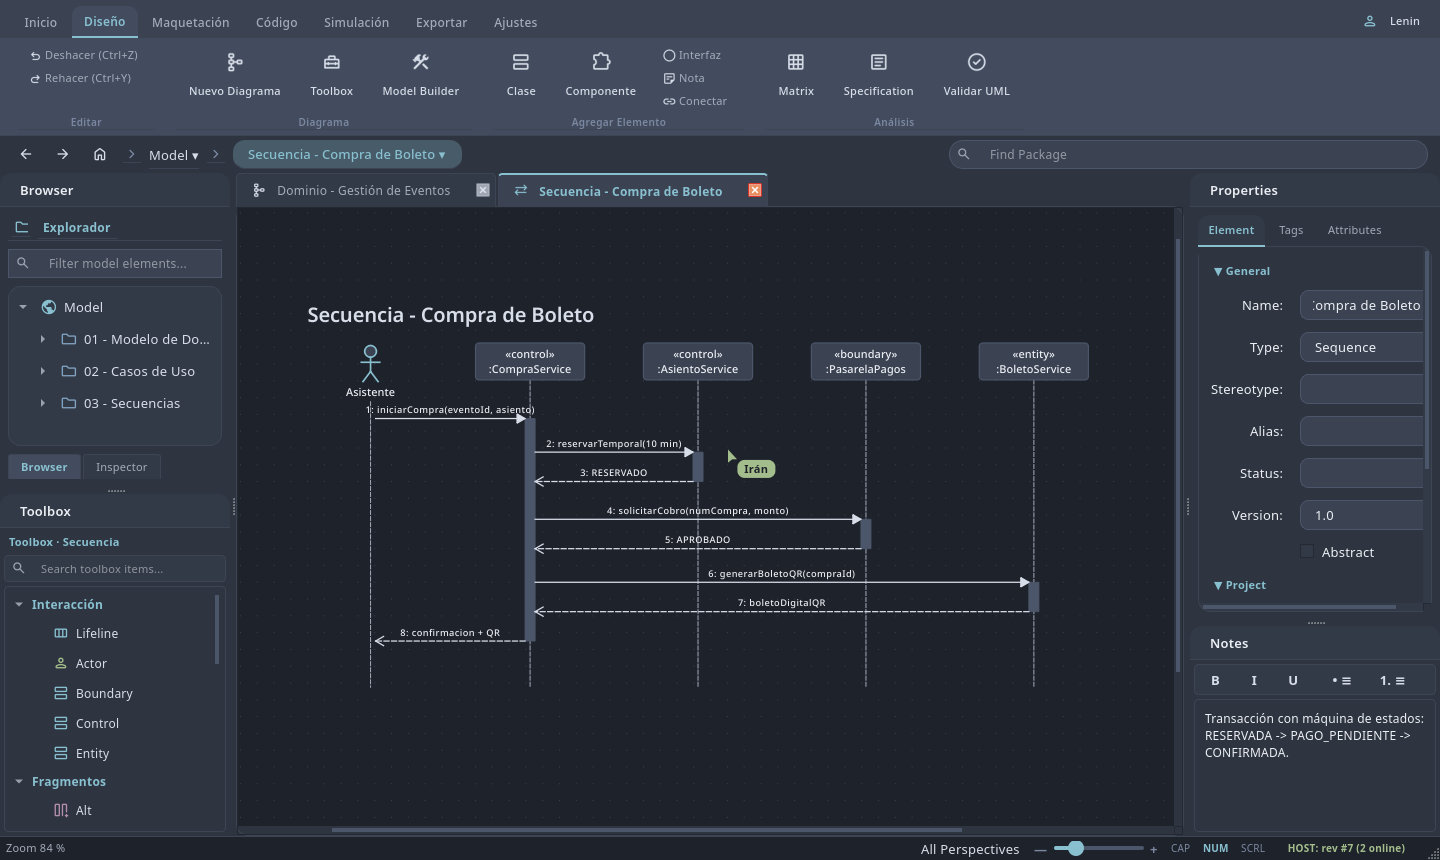 Inicio Diseño Maquetación Código Simulación Exportar Ajustes Lenin
Deshacer (Ctrl+Z)
Rehacer (Ctrl+Y)
Editar
Nuevo Diagrama Toolbox Model Builder
Diagrama
Clase Componente
Interfaz
Nota
Conectar
Agregar Elemento
Matrix Specification Validar UML
Análisis
Model ▾ Secuencia - Compra de Boleto ▾ Find Package
Browser
Explorador
Filter model elements...
Model
01 - Modelo de Do...
02 - Casos de Uso
03 - Secuencias
Browser Inspector
Toolbox
Toolbox · Secuencia
Search toolbox items...
Interacción
Lifeline
Actor
Boundary
Control
Entity
Fragmentos
Alt
Dominio - Gestión de Eventos Secuencia - Compra de Boleto
Secuencia - Compra de Boleto
Asistente
«control»
:CompraService
«control»
:AsientoService
«boundary»
:PasarelaPagos
«entity»
:BoletoService
1: iniciarCompra(eventoId, asiento)
2: reservarTemporal(10 min)
3: RESERVADO
Irán
4: solicitarCobro(numCompra, monto)
5: APROBADO
6: generarBoletoQR(compraId)
7: boletoDigitalQR
8: confirmacion + QR
Properties
Element Tags Attributes
▼ General
Name: Compra de Boleto
Type: Sequence
Stereotype:
Alias:
Status:
Version: 1.0
Abstract
▼ Project
Notes
B I U • ≡ 1. ≡
Transacción con máquina de estados:
RESERVADA -> PAGO_PENDIENTE ->
CONFIRMADA.
Zoom 84 % All Perspectives — + CAP NUM SCRL HOST: rev #7 (2 online)